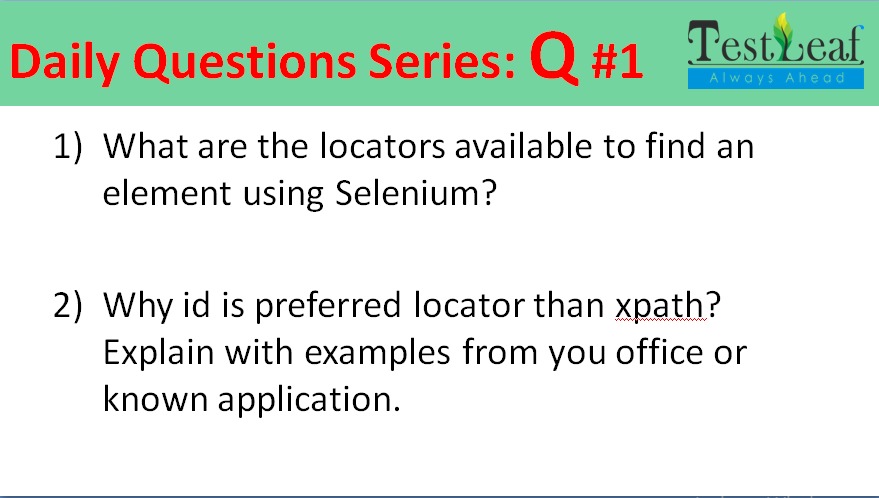 Daily Questions Series: Q #1
TestLeaf
Always Ahead
1) What are the locators available to find an
element using Selenium?
2) Why id is preferred locator than xpath?
Explain with examples from you office or
known application.